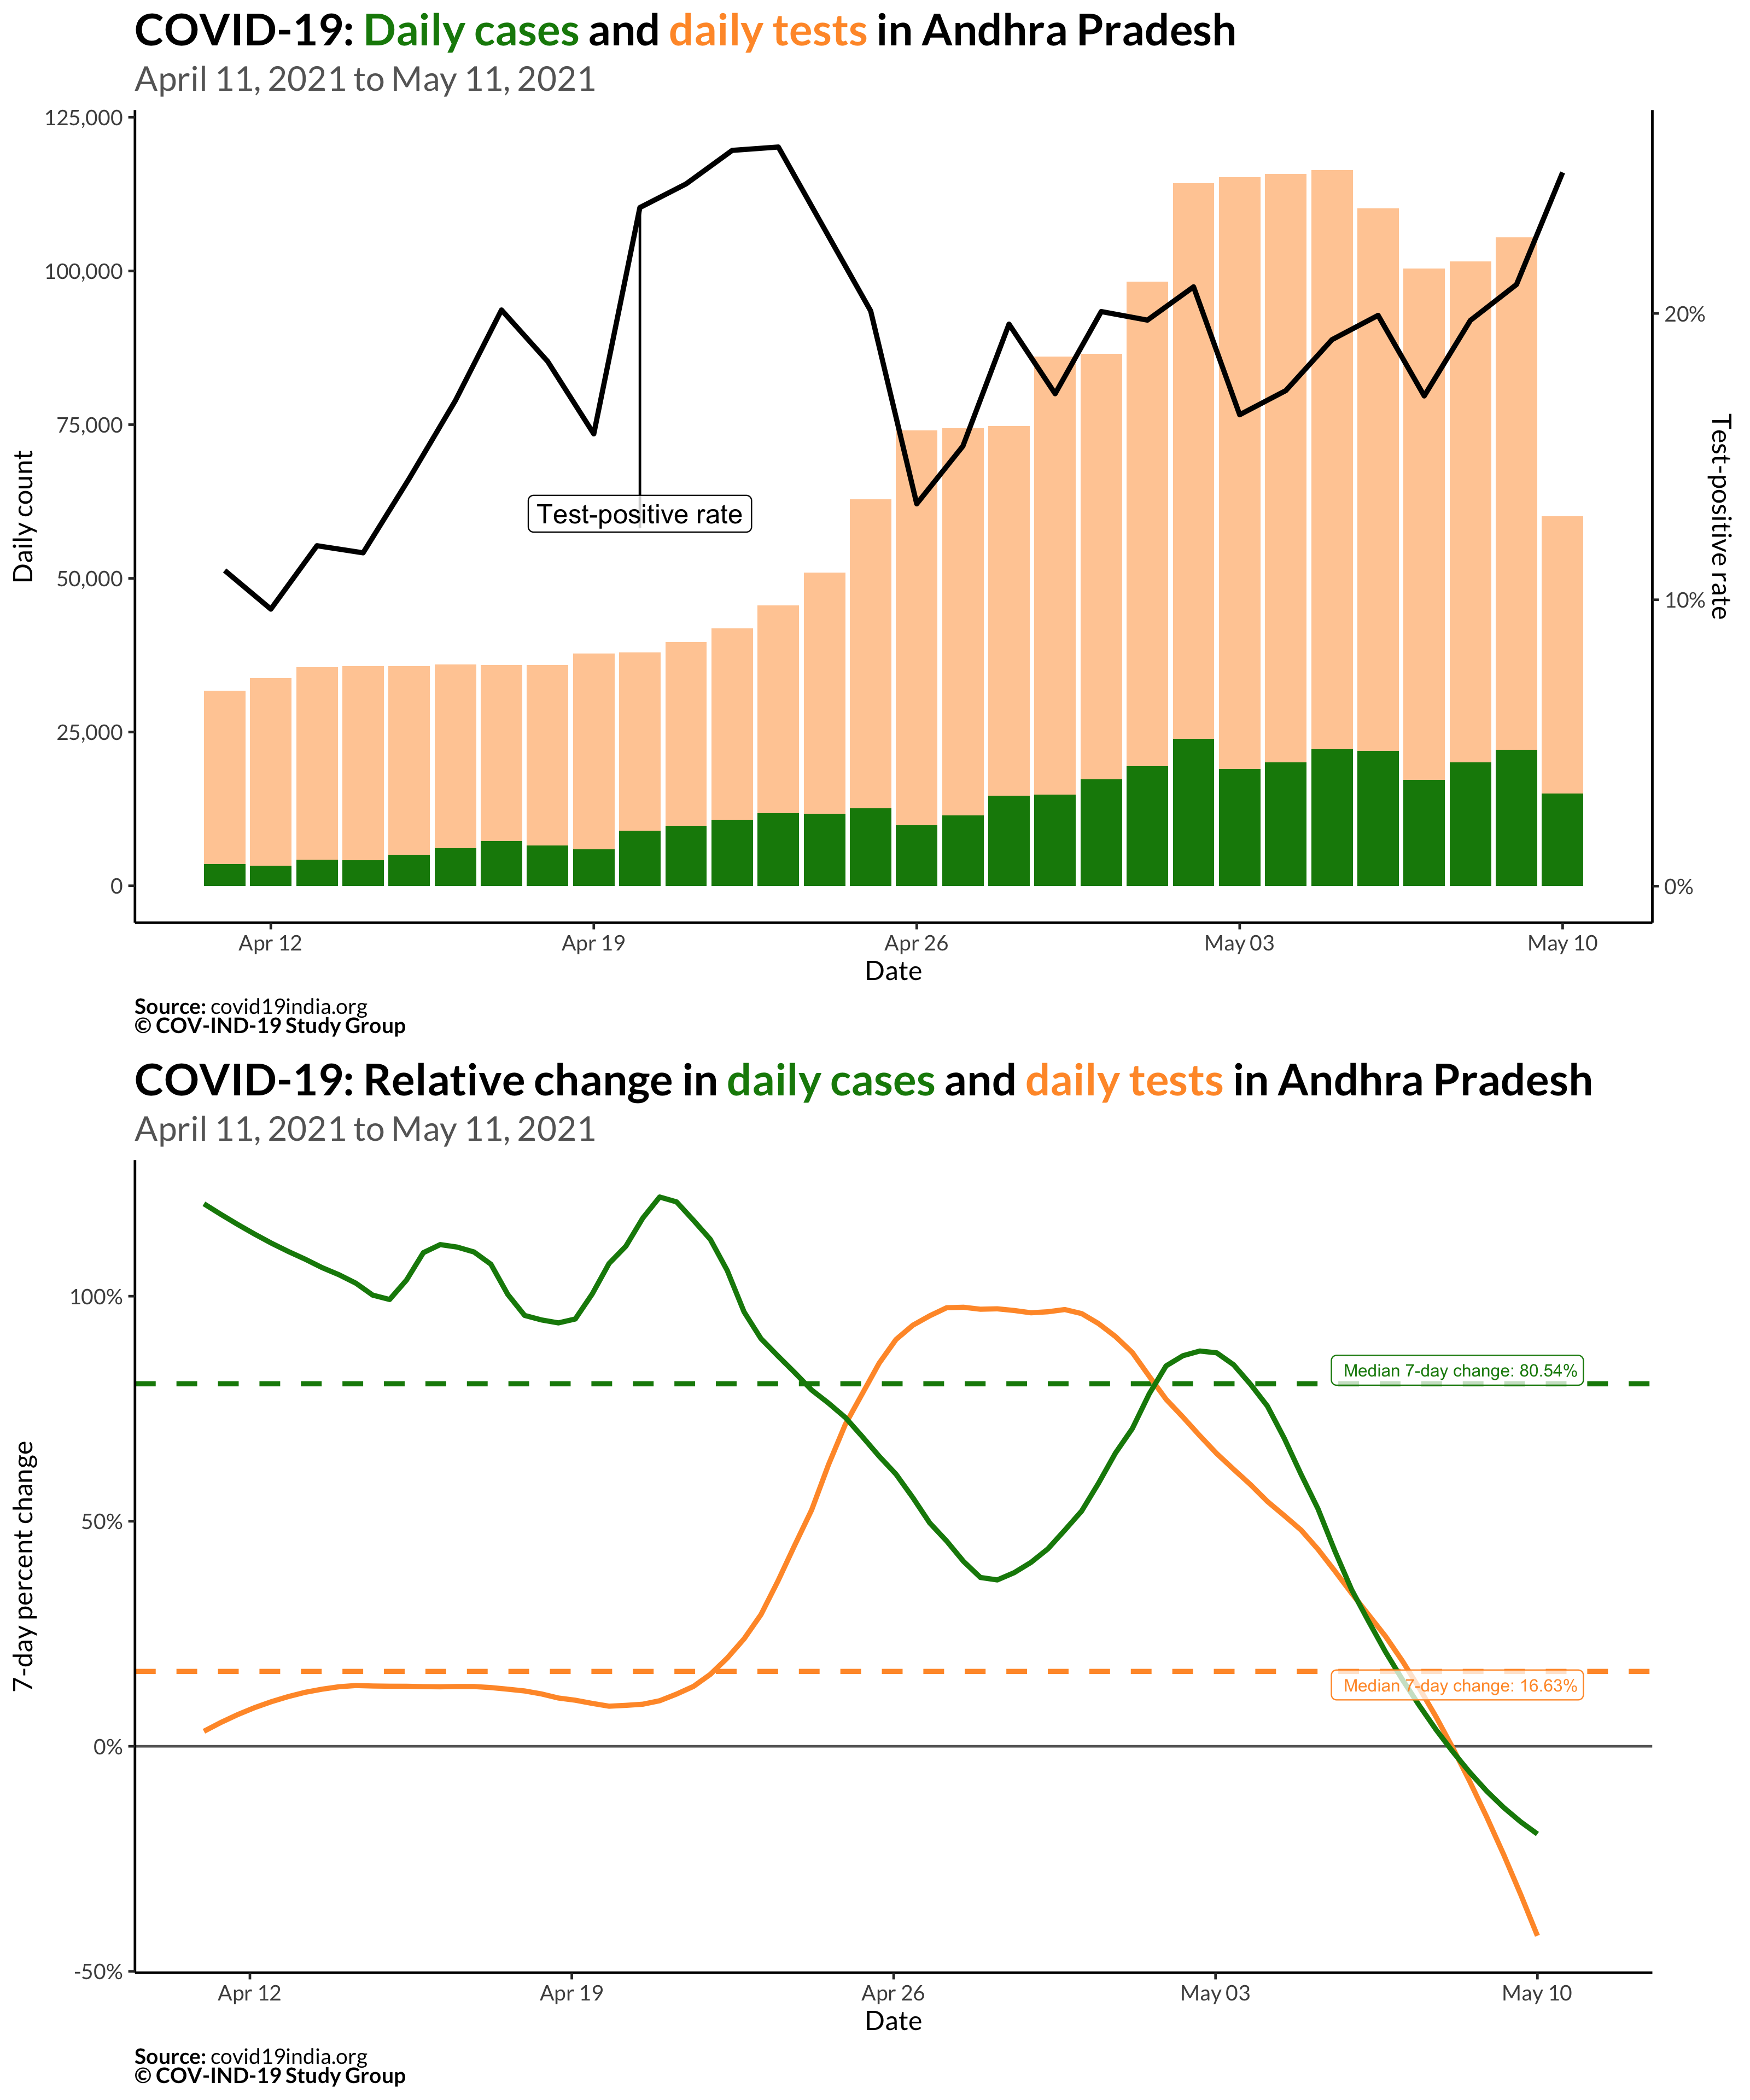 COVID-19: Daily cases and daily tests in Andhra Pradesh
April 11, 2021 to May 11, 2021
125,000
100,000
75,000
50,000
25,000
0
Daily count
20%
10%
0%
Test-positive rate
Test-positive rate
Apr 12
Apr 19
Apr 26
May 03
May 10
Date
Source: covid19india.org
© COV-IND-19 Study Group
COVID-19: Relative change in daily cases and daily tests in Andhra Pradesh
April 11, 2021 to May 11, 2021
100%
50%
0%
-50%
7-day percent change
Median 7-day change: 80.54%
Median 7-day change: 16.63%
Apr 12
Apr 19
Apr 26
May 03
May 10
Date
Source: covid19india.org
© COV-IND-19 Study Group